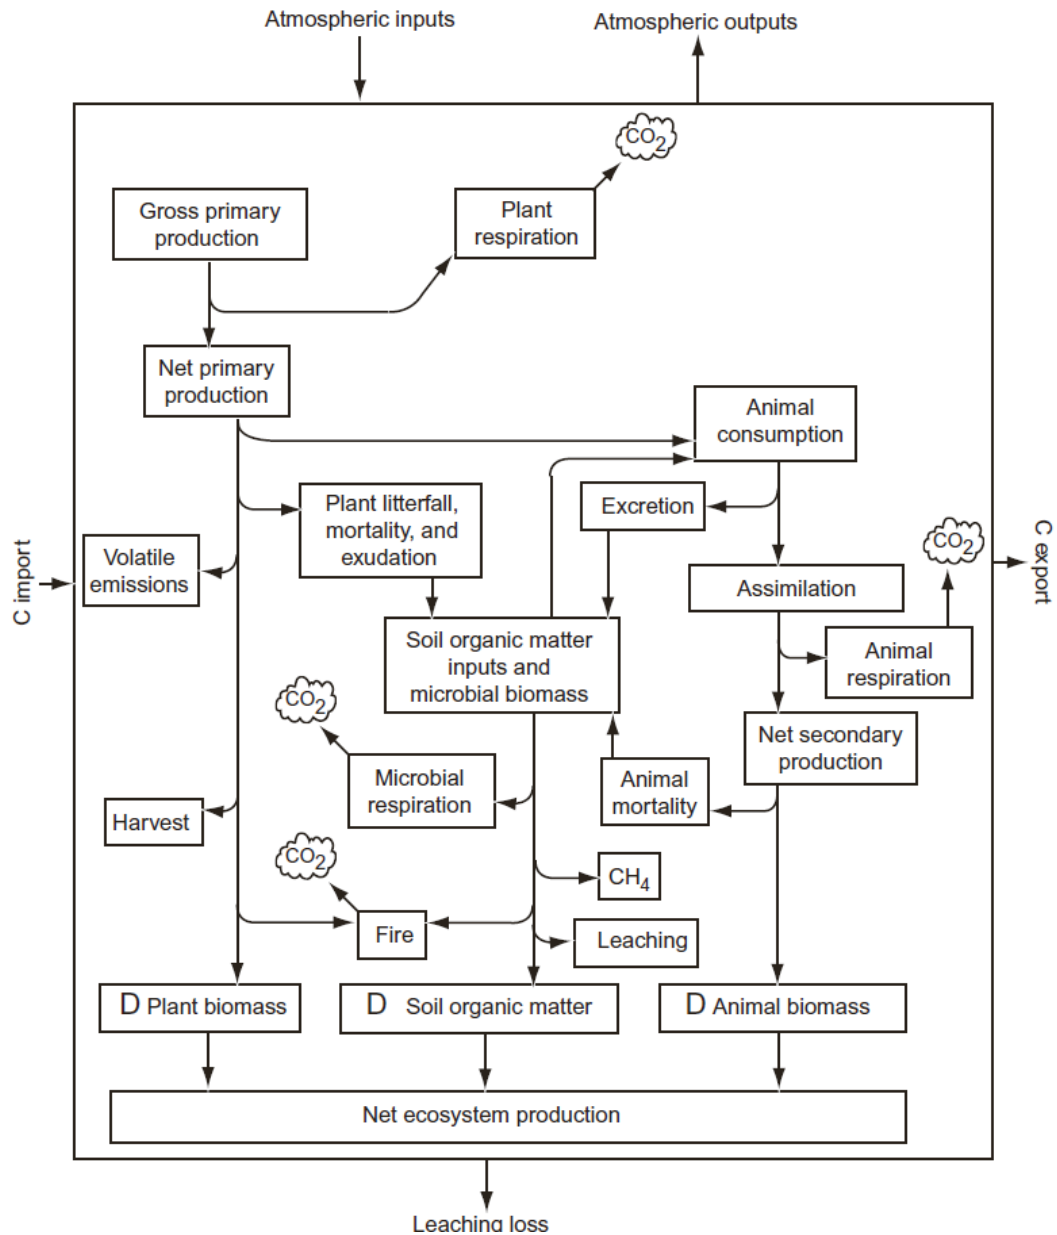 Atmospheric inputs
Atmospheric outputs
CO2
Gross primary
production
Plant
respiration
Net primary
production
Animal
consumption
Plant litterfall,
mortality, and
exudation
Excretion
CO2
C import
C export
Volatile
emissions
Assimilation
Soil organic matter
inputs and
microbial biomass
Animal
respiration
CO2
Net secondary
production
Microbial
respiration
Animal
mortality
Harvest
CO2
CH4
Fire
Leaching
D Plant biomass
D Soil organic matter
D Animal biomass
Net ecosystem production
Leaching loss